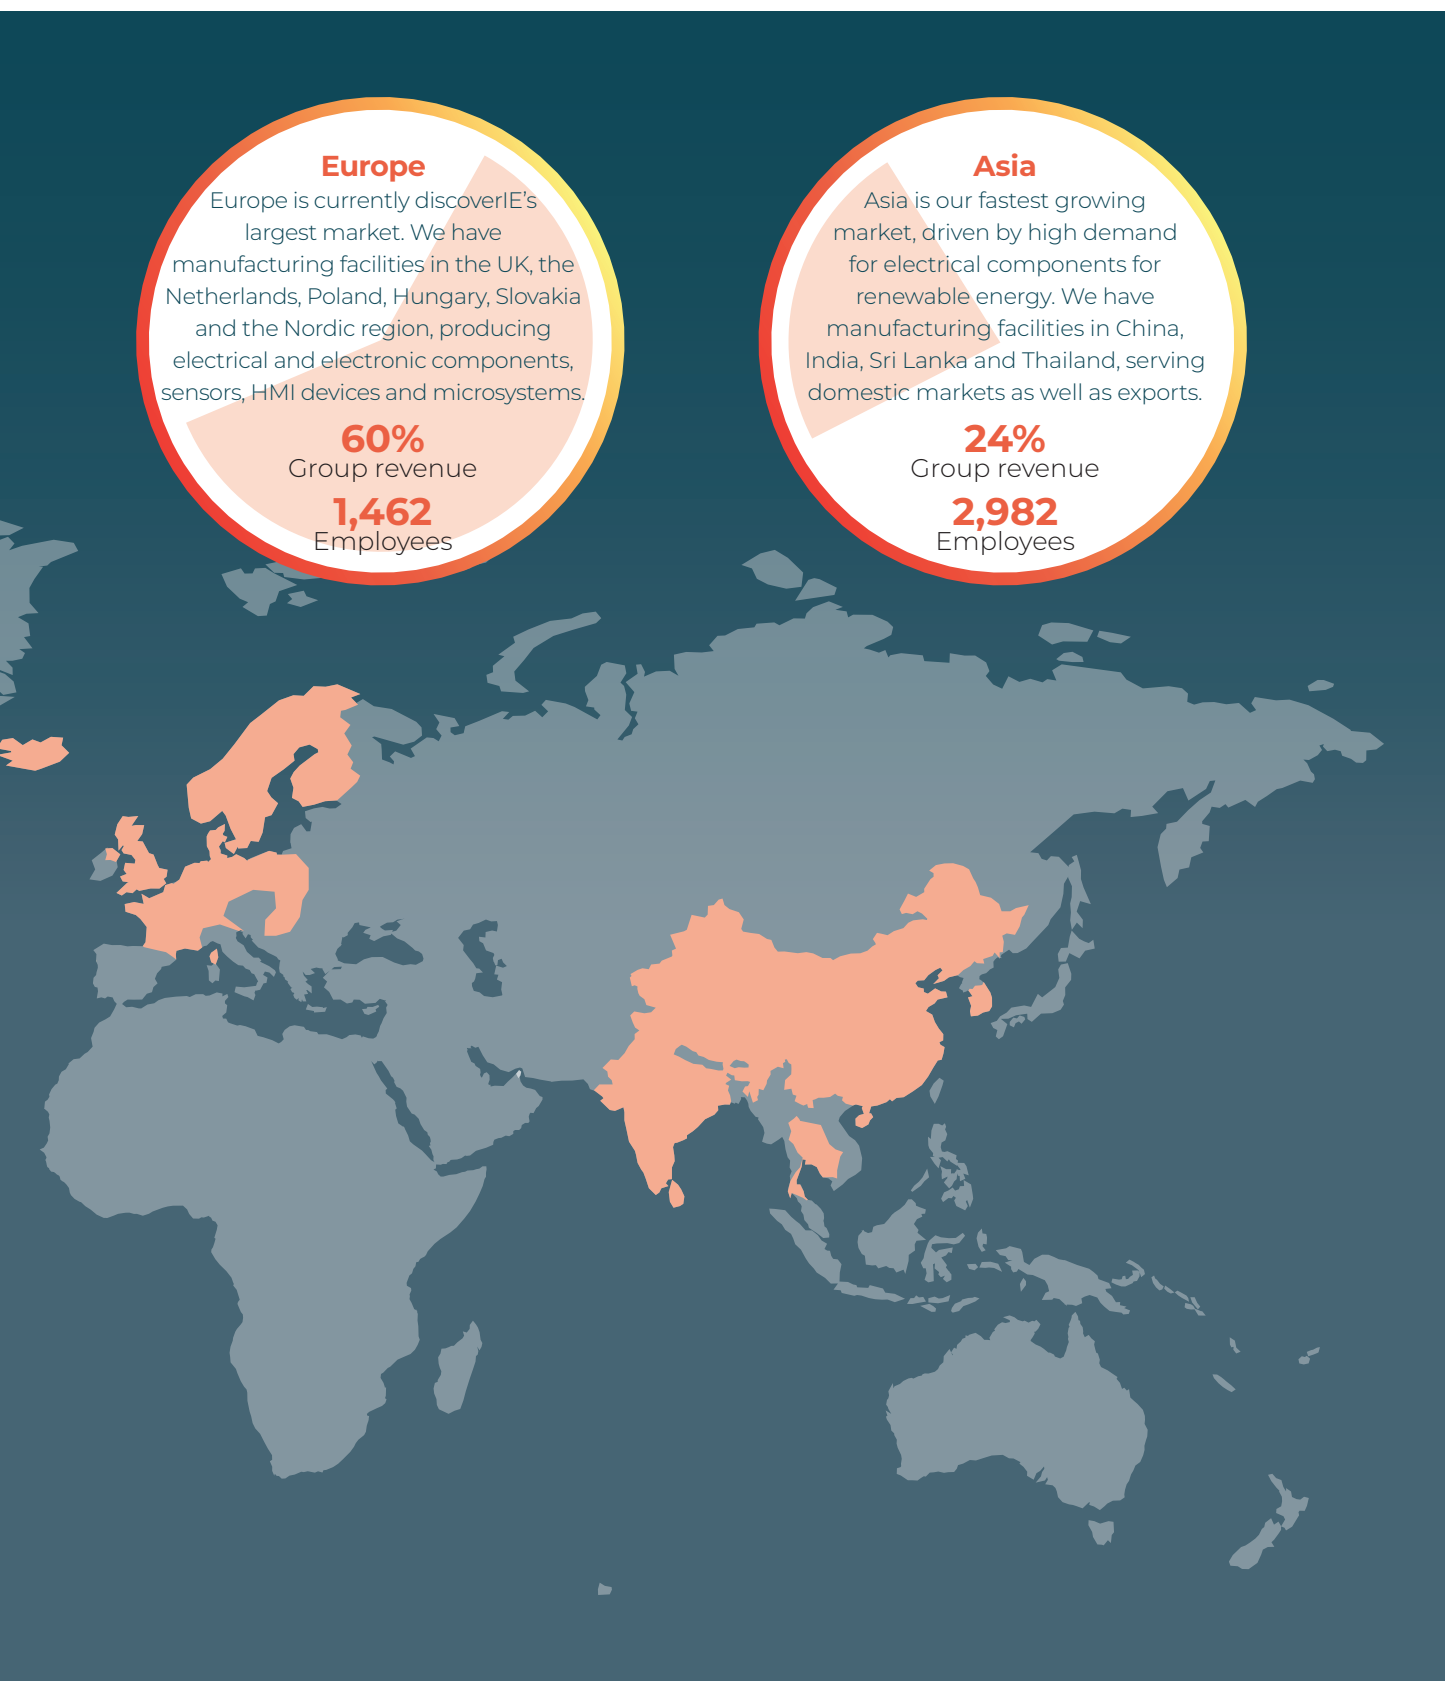 Europe
Europe is currently discoverIE’s
largest market. We have
manufacturing facilities in the UK, the
Netherlands, Poland, Hungary, Slovakia
and the Nordic region, producing
electrical and electronic components,
sensors, HMI devices and microsystems.
60%
Group revenue
1,462
Employees
Asia
Asia is our fastest growing
market, driven by high demand
for electrical components for
renewable energy. We have
manufacturing facilities in China,
India, Sri Lanka and Thailand, serving
domestic markets as well as exports.
24%
Group revenue
2,982
Employees